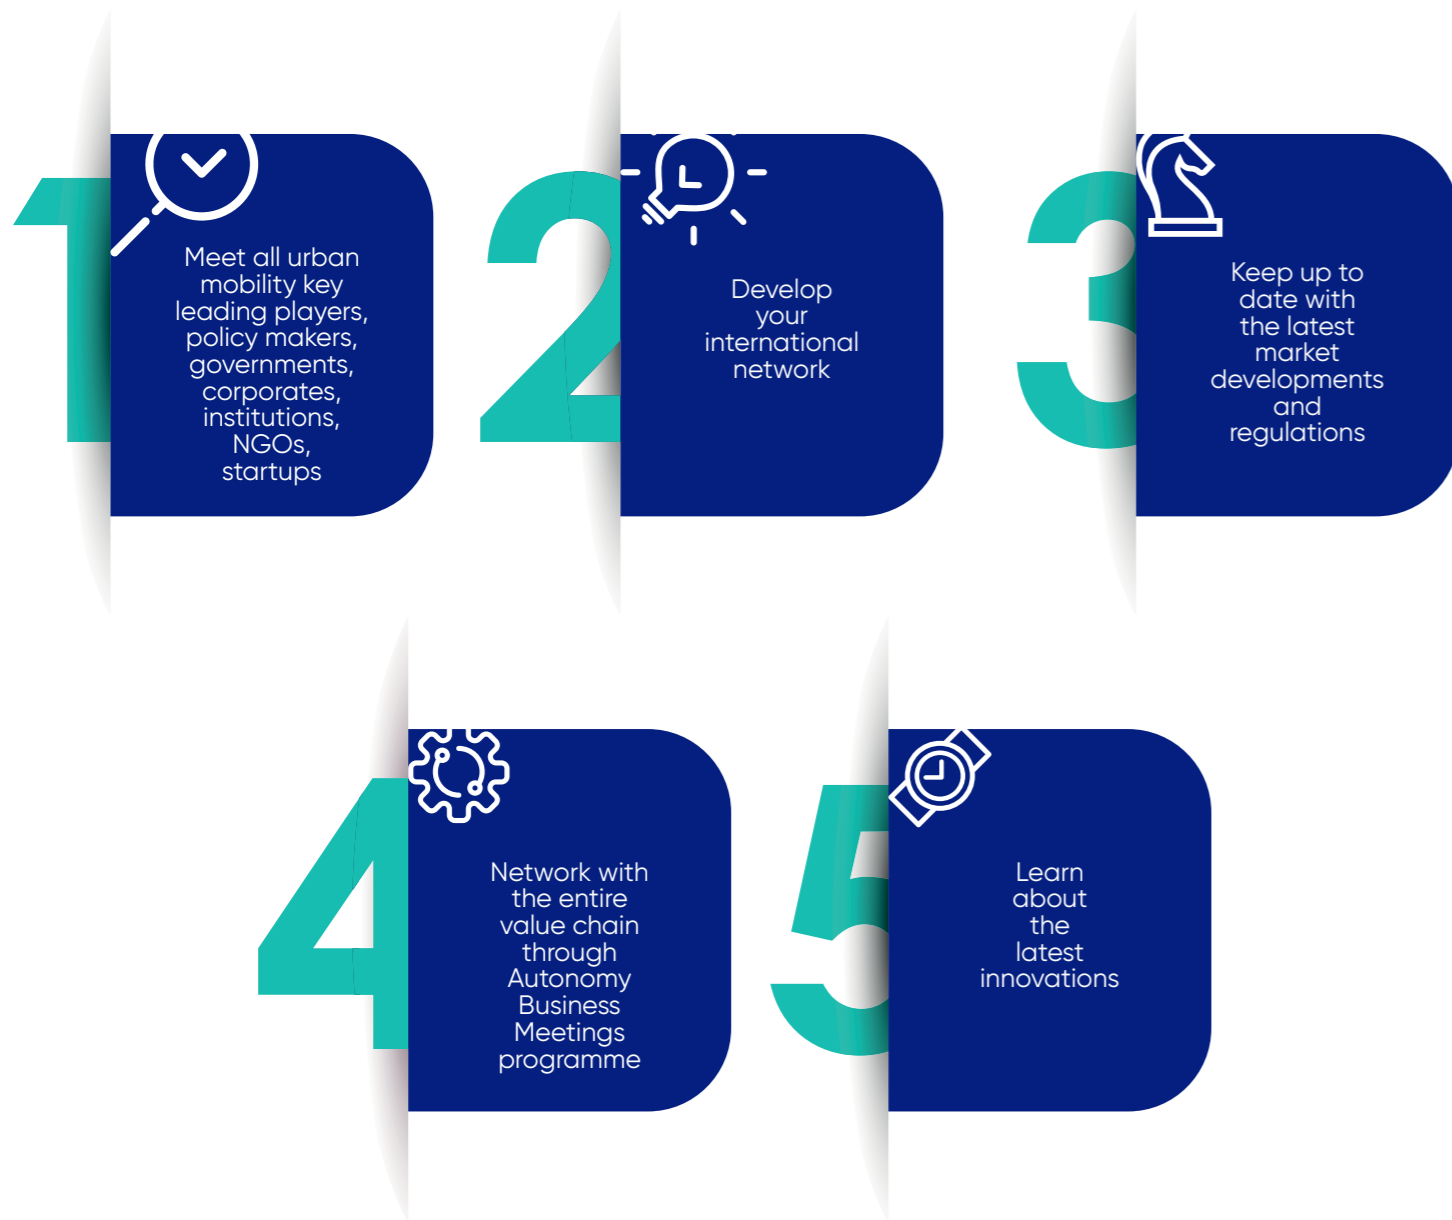 1
Meet all urban
mobility key
leading players,
policy makers,
governments,
corporates,
institutions,
NGOs,
startups
2
Develop
your
international
network
3
Keep up to
date with
the latest
market
developments
and
regulations
4
Network with
the entire
value chain
through
Autonomy
Business
Meetings
programme
5
Learn
about
the
latest
innovations